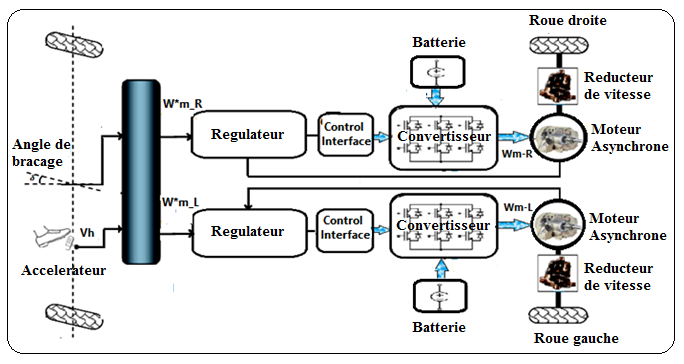 Roue droite
Batterie
Reducteur
de vitesse
W*m_R
Regulateur
Control
Interface
Convertisseur
Wm-R
Moteur
Asynchrone
Angle de
bracage
W*m_L
Vh
Accelerateur
Regulateur
Control
Interface
Convertisseur
Wm-L
Moteur
Asynchrone
Reducteur
de vitesse
Batterie
Roue gauche